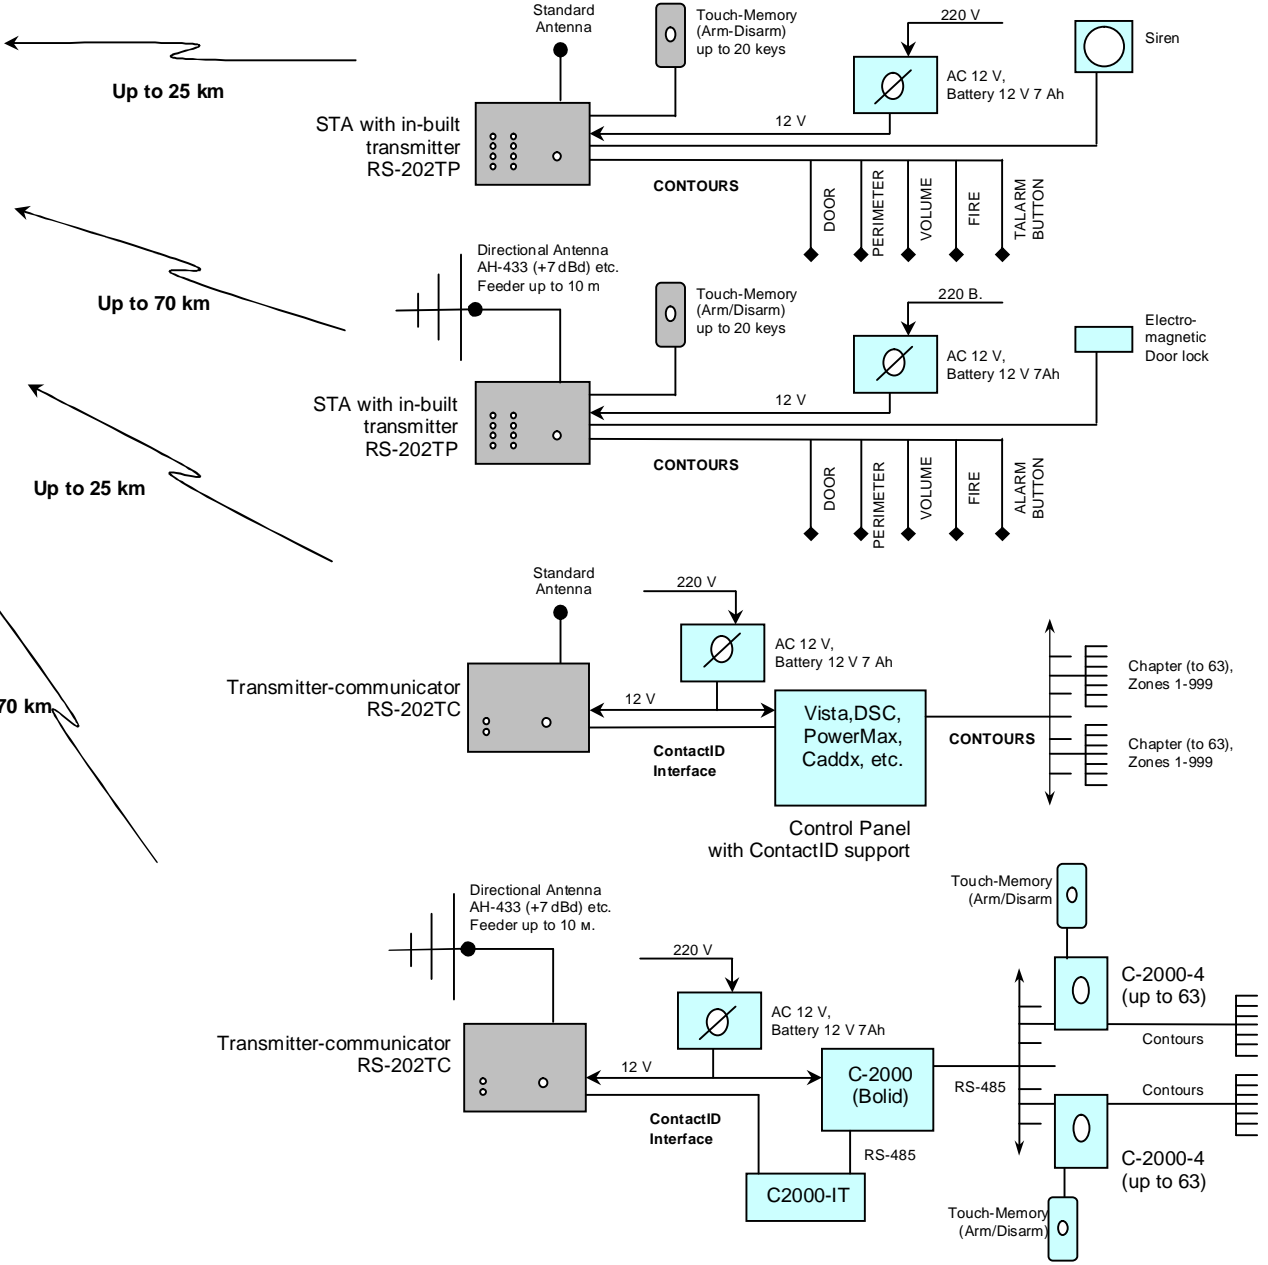 Standard
Antenna
Touch-Memory
(Arm-Disarm)
up to 20 keys
220 V
Siren
AC 12 V,
Battery 12 V 7 Ah
Up to 25 km
STA with in-built
transmitter
RS-202TP
12 V
CONTOURS
DOOR
PERIMETER
VOLUME
FIRE
TALARM
BUTTON
Directional Antenna
AH-433 (+7 dBd) etc.
Feeder up to 10 m
Touch-Memory
(Arm/Disarm)
up to 20 keys
220 В.
Electro-
magnetic
Door lock
AC 12 V,
Battery 12 V 7Ah
Up to 70 km
STA with in-built
transmitter
RS-202TP
12 V
CONTOURS
DOOR
PERIMETER
VOLUME
FIRE
ALARM
BUTTON
Up to 25 km
Standard
Antenna
220 V
AC 12 V,
Battery 12 V 7 Ah
Transmitter-communicator
RS-202TC
12 V
ContactID
Interface
Vista,DSC,
PowerMax,
Caddx, etc.
CONTOURS
Chapter (to 63),
Zones 1-999
Chapter (to 63),
Zones 1-999
Control Panel
with ContactID support
70 km
Directional Antenna
AH-433 (+7 dBd) etc.
Feeder up to 10 м.
220 V
AC 12 V,
Battery 12 V 7Ah
Transmitter-communicator
RS-202TC
12 V
ContactID
Interface
C-2000
(Bolid)
RS-485
RS-485
C2000-IT
Touch-Memory
(Arm/Disarm
C-2000-4
(up to 63)
Contours
Contours
C-2000-4
(up to 63)
Touch-Memory
(Arm/Disarm)